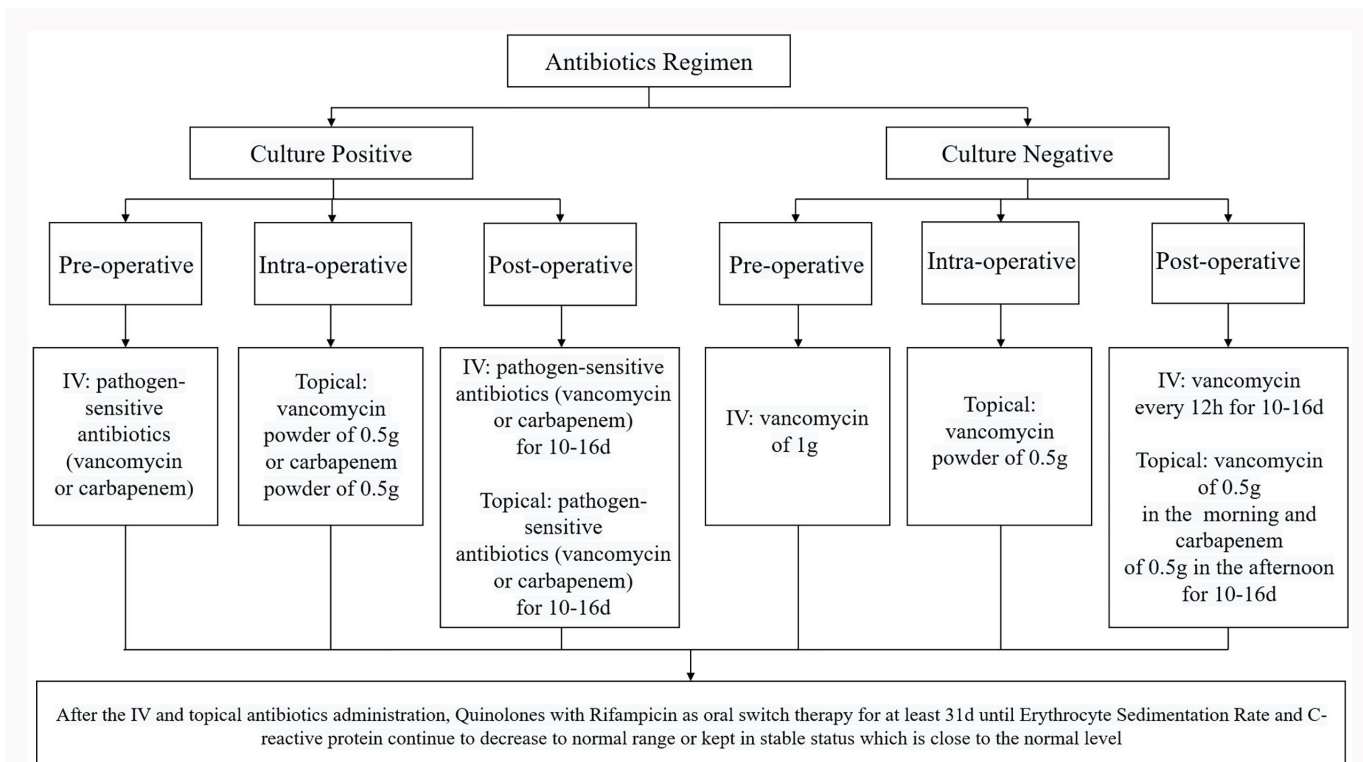 Antibiotics Regimen
Culture Positive
Culture Negative
Pre-operative
Intra-operative
Post-operative
Pre-operative
Intra-operative
Post-operative
IV: pathogen-
sensitive
antibiotics
(vancomycin
or carbapenem)
Topical:
vancomycin
powder of 0.5g
or carbapenem
powder of 0.5g
IV: pathogen-sensitive
antibiotics (vancomycin
or carbapenem)
for 10-16d
Topical: pathogen-
sensitive
antibiotics (vancomycin
or carbapenem)
for 10-16d
IV: vancomycin
of 1g
Topical:
vancomycin
powder of 0.5g
IV: vancomycin
every 12h for 10-16d
Topical: vancomycin
of 0.5g
in the morning and
carbapenem
of 0.5g in the afternoon
for 10-16d
After the IV and topical antibiotics administration, Quinolones with Rifampicin as oral switch therapy for at least 31d until Erythrocyte Sedimentation Rate and C-
reactive protein continue to decrease to normal range or kept in stable status which is close to the normal level